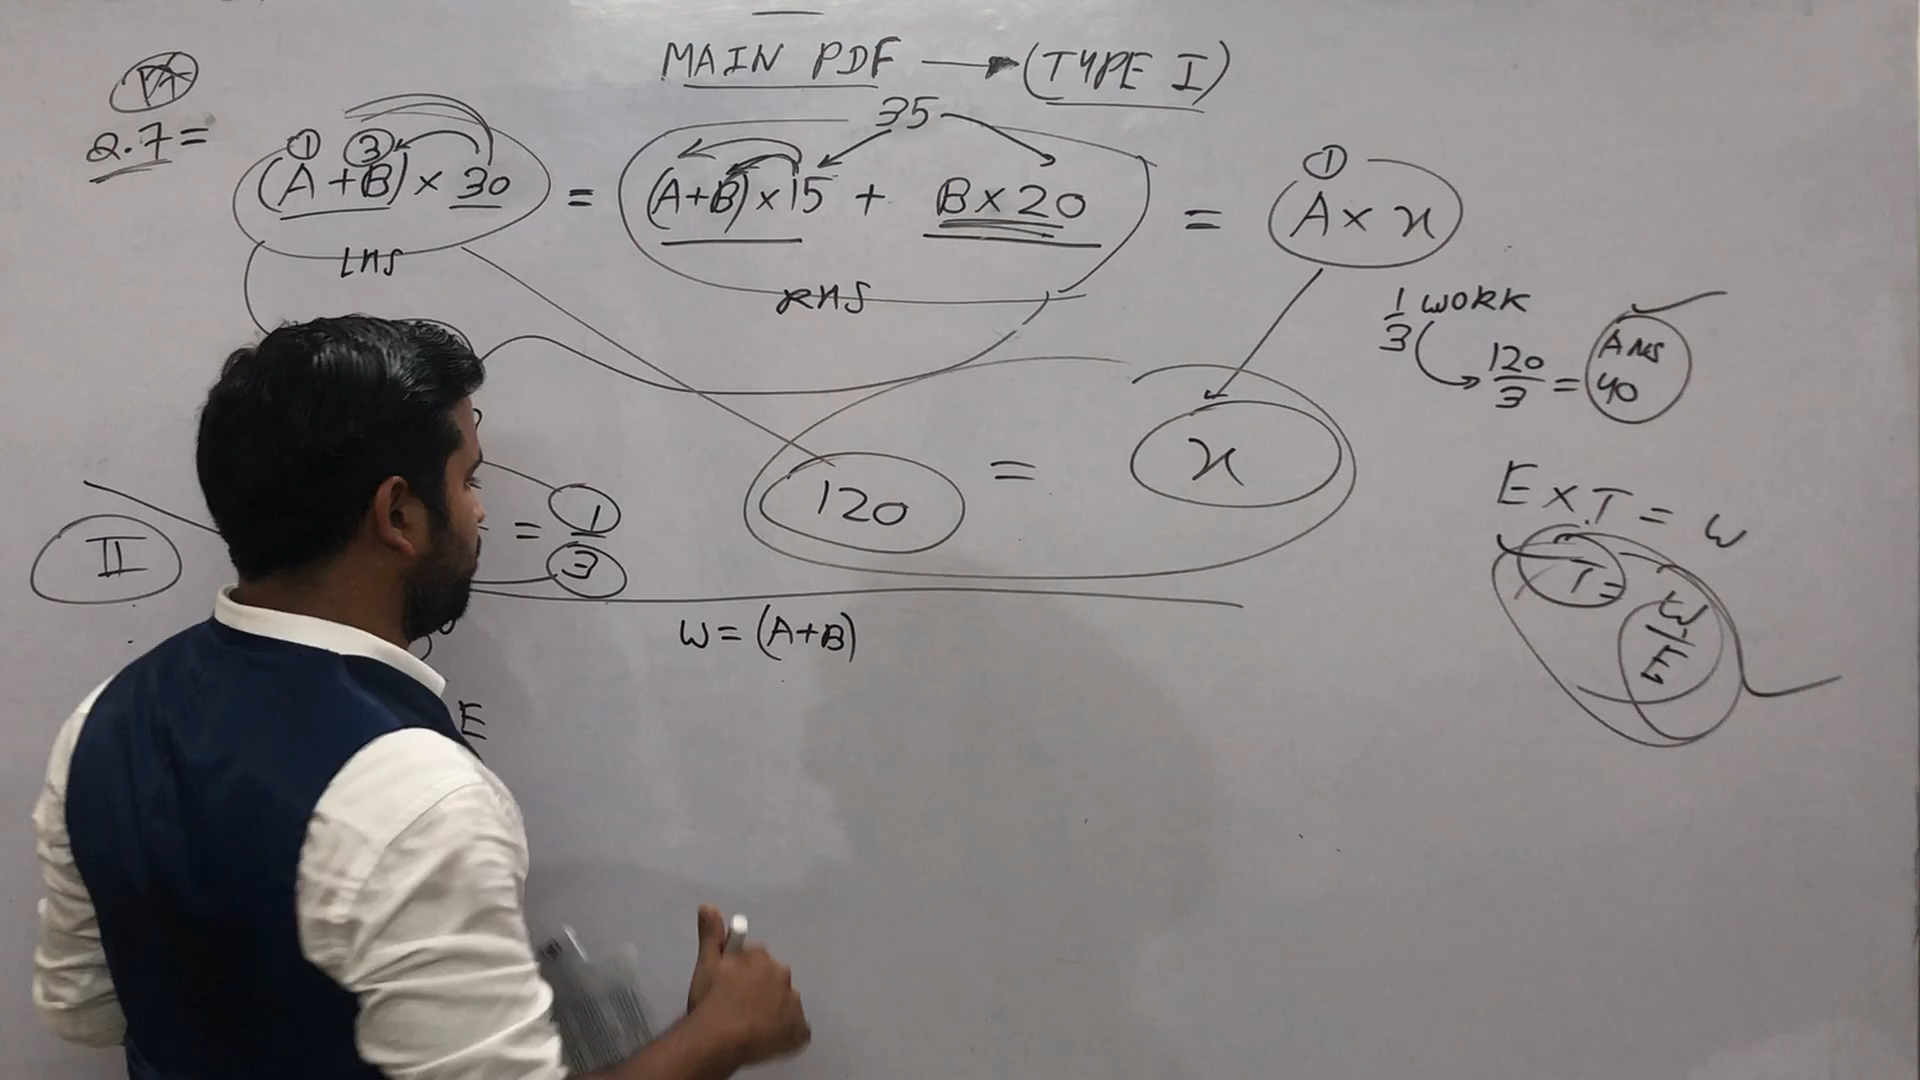 MAIN PDF → (TYPE I)
35
Q.7 =
① ③
(A+B) × 30 = (A+B) × 15 + B × 20 = A × x
①
LHS
RHS
1/3 WORK
120/3 = Ans 40
120 = x
= 1/3
E × T = W
II
T = W/E
W = (A+B)
E